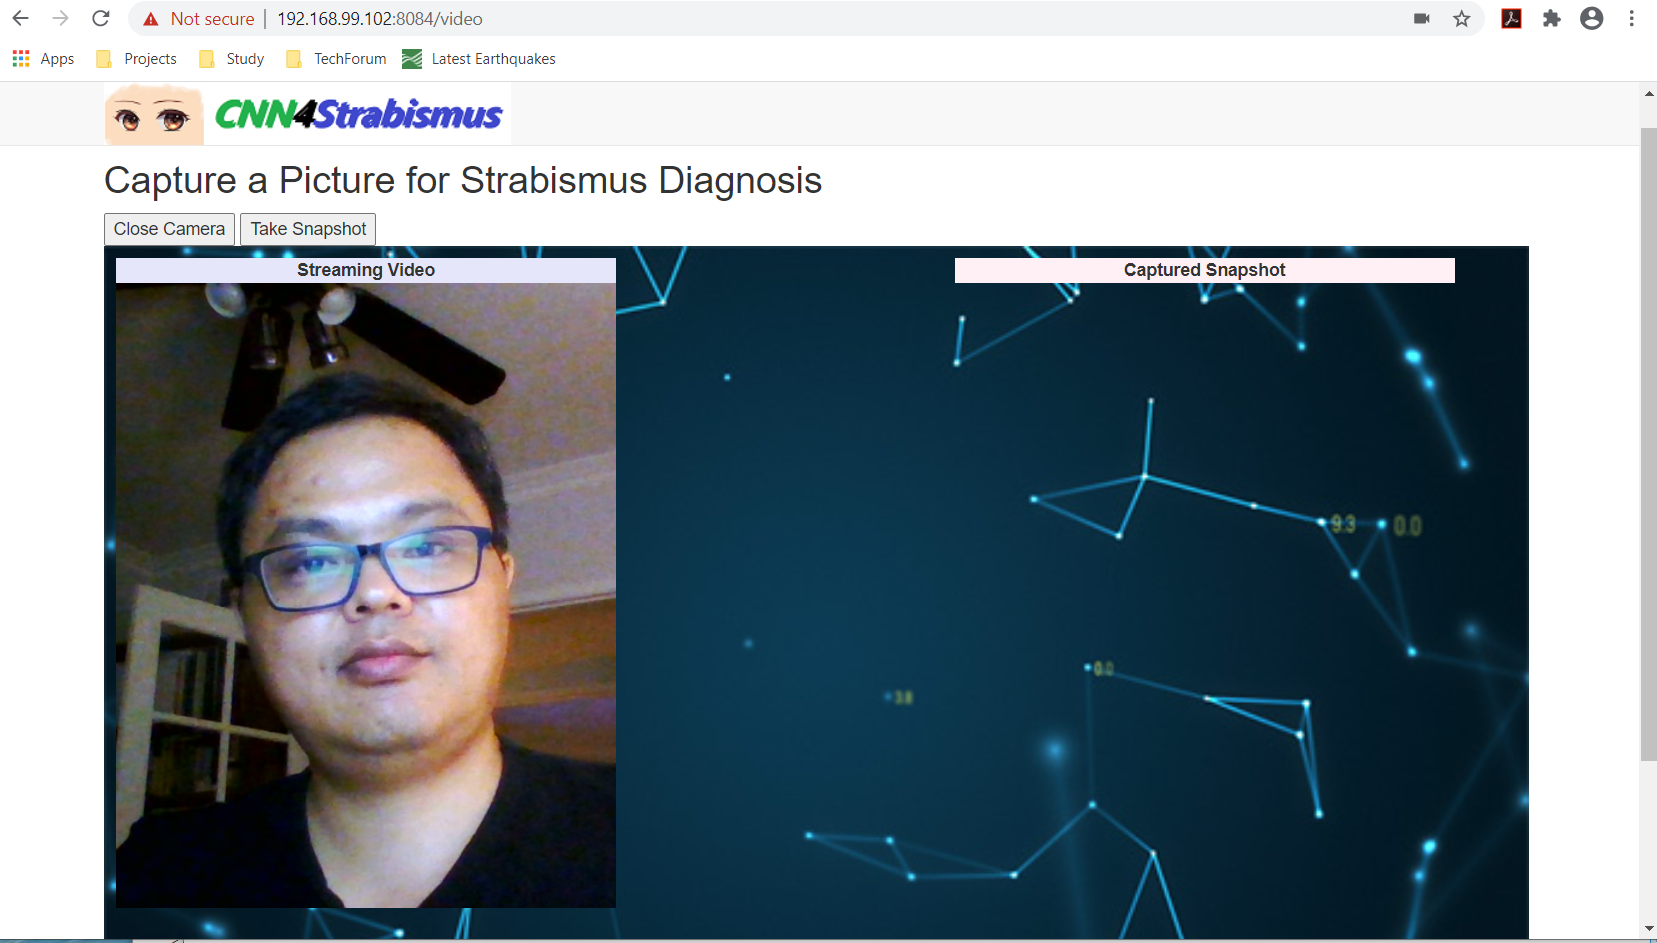 Not secure | 192.168.99.102:8084/video
Apps Projects Study TechForum Latest Earthquakes
CNN4Strabismus
Capture a Picture for Strabismus Diagnosis
Close Camera Take Snapshot
Streaming Video Captured Snapshot
9.3 0.0
0.0
3.8